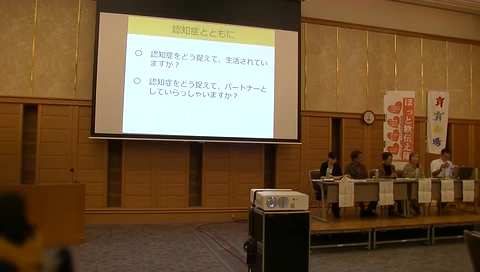 認知症とともに
○ 認知症をどう捉えて、生活されてい
ますか？
○ 認知症をどう捉えて、パートナーと
していらっしゃいますか？